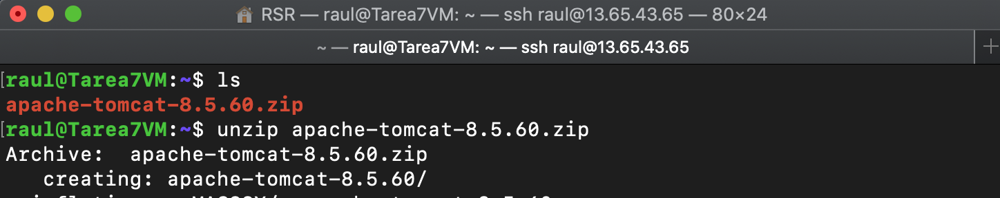 RSR — raul@Tarea7VM: ~ — ssh raul@13.65.43.65 — 80×24
~ — raul@Tarea7VM: ~ — ssh raul@13.65.43.65
[raul@Tarea7VM:~$ ls
apache-tomcat-8.5.60.zip
[raul@Tarea7VM:~$ unzip apache-tomcat-8.5.60.zip
Archive:  apache-tomcat-8.5.60.zip
   creating: apache-tomcat-8.5.60/